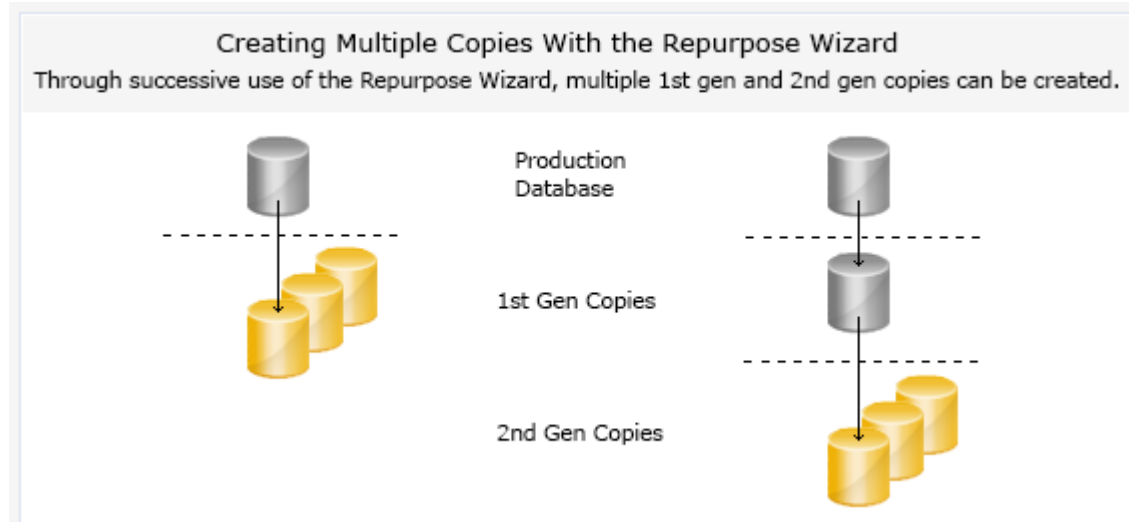 Creating Multiple Copies With the Repurpose Wizard
Through successive use of the Repurpose Wizard, multiple 1st gen and 2nd gen copies can be created.
Production
Database
1st Gen Copies
2nd Gen Copies